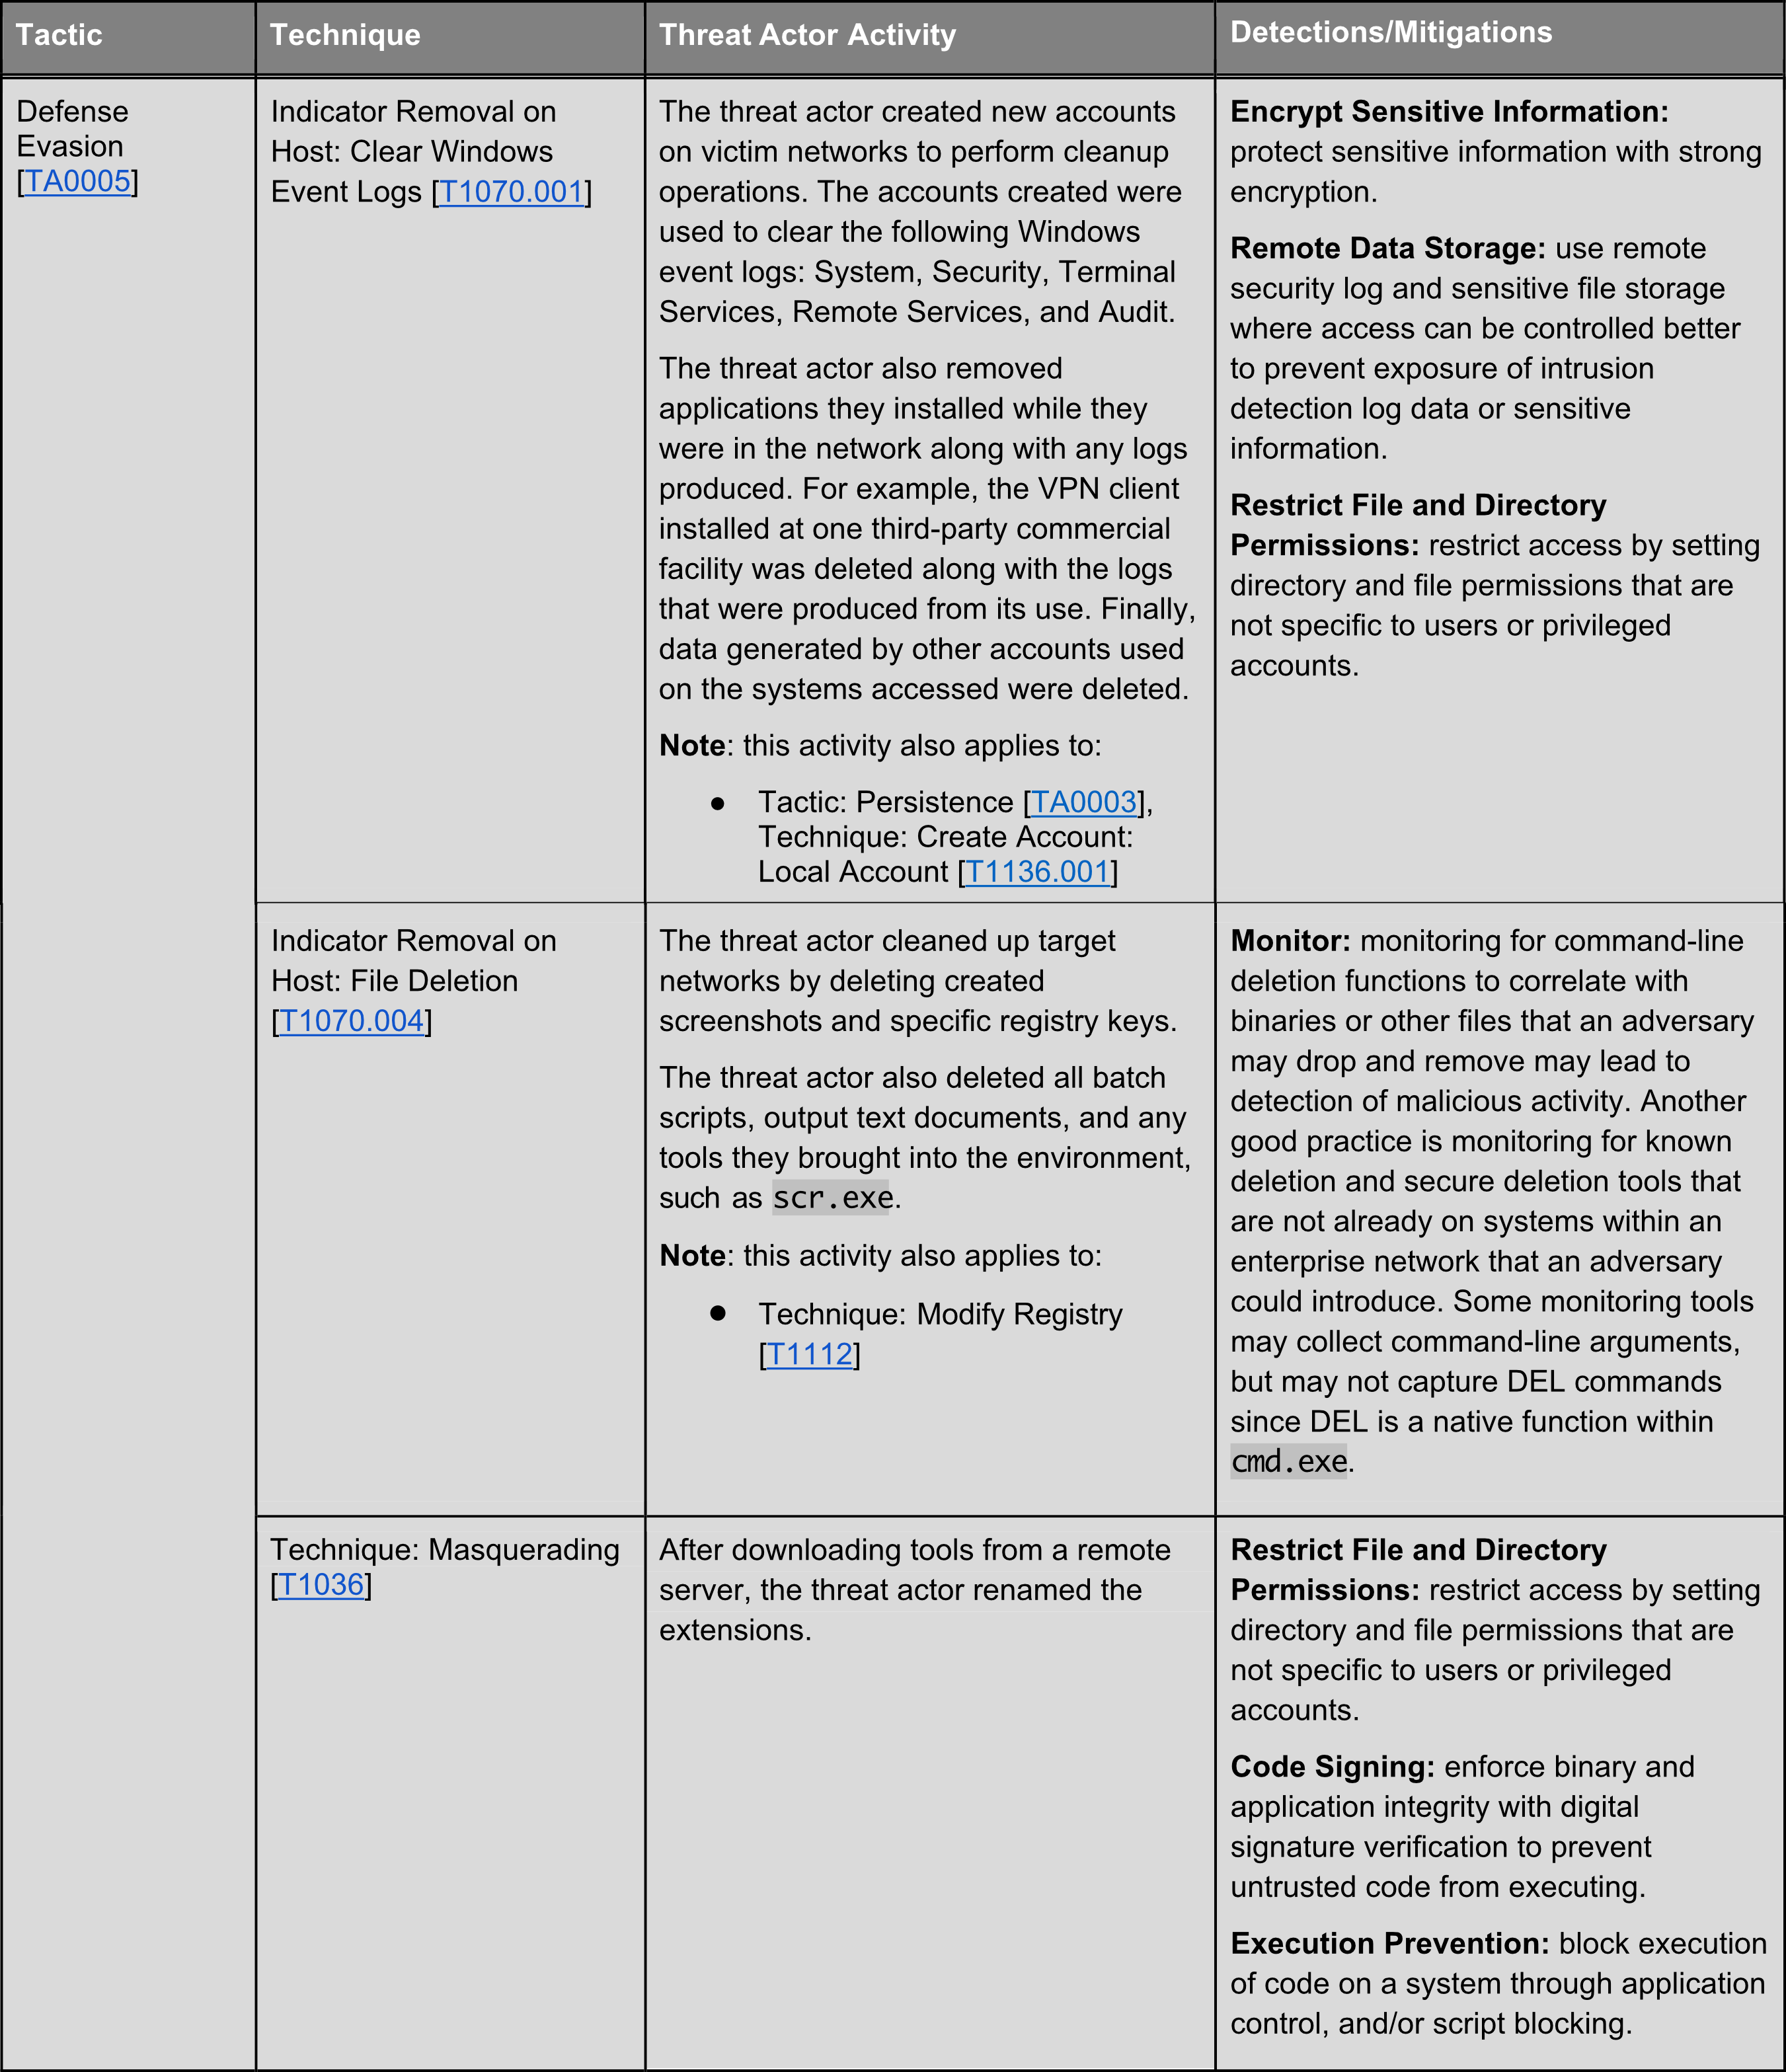 Tactic
Technique
Threat Actor Activity
Detections/Mitigations
Defense
Evasion
[TA0005]
Indicator Removal on
Host: Clear Windows
Event Logs [T1070.001]
The threat actor created new accounts
on victim networks to perform cleanup
operations. The accounts created were
used to clear the following Windows
event logs: System, Security, Terminal
Services, Remote Services, and Audit.
The threat actor also removed
applications they installed while they
were in the network along with any logs
produced. For example, the VPN client
installed at one third-party commercial
facility was deleted along with the logs
that were produced from its use. Finally,
data generated by other accounts used
on the systems accessed were deleted.
Note: this activity also applies to:
● Tactic: Persistence [TA0003],
Technique: Create Account:
Local Account [T1136.001]
Encrypt Sensitive Information:
protect sensitive information with strong
encryption.
Remote Data Storage: use remote
security log and sensitive file storage
where access can be controlled better
to prevent exposure of intrusion
detection log data or sensitive
information.
Restrict File and Directory
Permissions: restrict access by setting
directory and file permissions that are
not specific to users or privileged
accounts.
Indicator Removal on
Host: File Deletion
[T1070.004]
The threat actor cleaned up target
networks by deleting created
screenshots and specific registry keys.
The threat actor also deleted all batch
scripts, output text documents, and any
tools they brought into the environment,
such as scr.exe.
Note: this activity also applies to:
● Technique: Modify Registry
[T1112]
Monitor: monitoring for command-line
deletion functions to correlate with
binaries or other files that an adversary
may drop and remove may lead to
detection of malicious activity. Another
good practice is monitoring for known
deletion and secure deletion tools that
are not already on systems within an
enterprise network that an adversary
could introduce. Some monitoring tools
may collect command-line arguments,
but may not capture DEL commands
since DEL is a native function within
cmd.exe.
Technique: Masquerading
[T1036]
After downloading tools from a remote
server, the threat actor renamed the
extensions.
Restrict File and Directory
Permissions: restrict access by setting
directory and file permissions that are
not specific to users or privileged
accounts.
Code Signing: enforce binary and
application integrity with digital
signature verification to prevent
untrusted code from executing.
Execution Prevention: block execution
of code on a system through application
control, and/or script blocking.